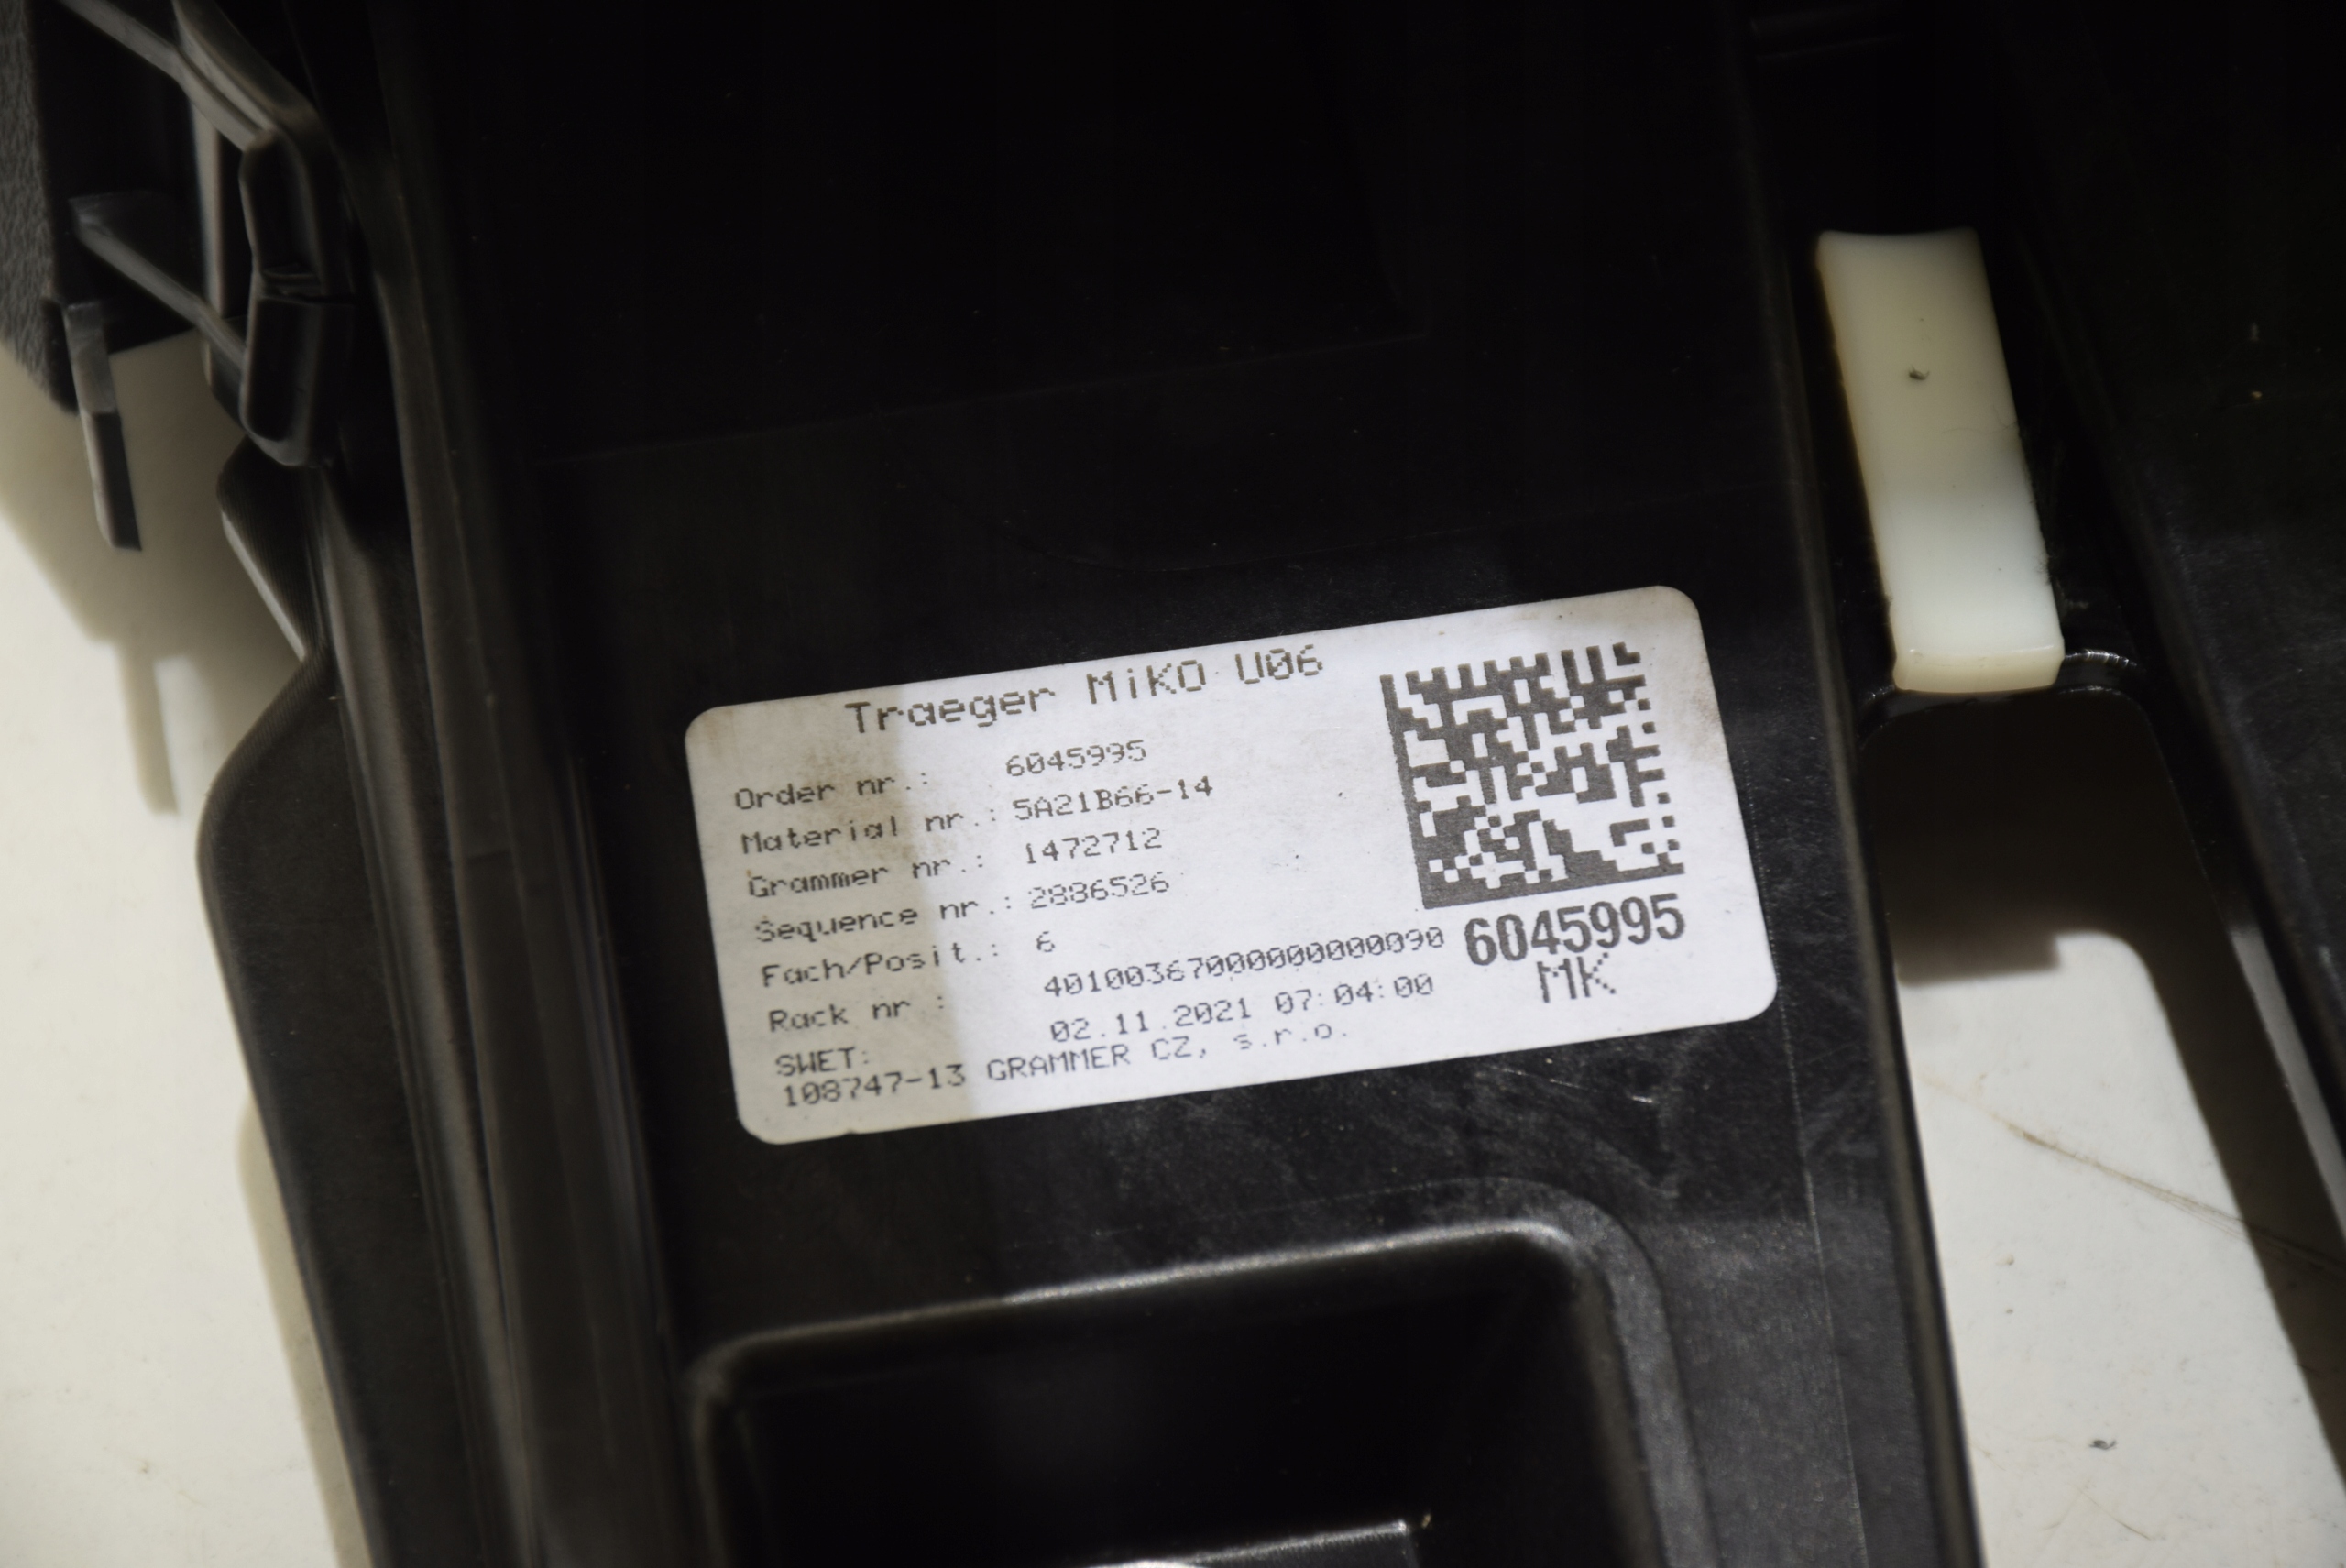 Traeger MiKO U06
Order nr.: 6045995
Material nr.: 5A21B66-14
Grammer nr.: 1472712
Sequence nr.: 2886526
Fach/Posit.: 6
Rack nr : 40100367000000000090
SWET: 02.11.2021 07:04:00
108747-13 GRAMMER CZ, s.r.o.
6045995
MK